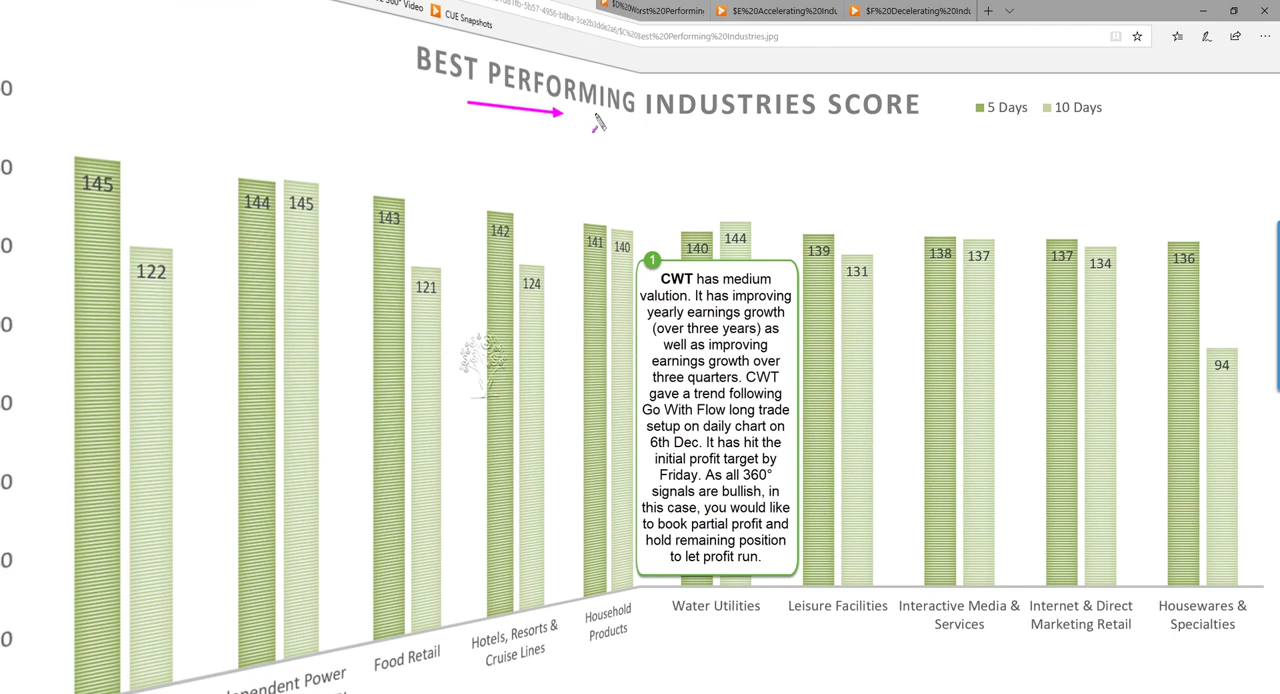 360° Video
CUE Snapshots
$E%20Accelerating%20Indu
$F%20Decelerating%20Indu
BEST PERFORMING INDUSTRIES SCORE
5 Days
10 Days
145
122
144
145
143
121
142
124
141
140
140
144
139
131
138
137
137
134
136
94
1
CWT has medium
valution. It has improving
yearly earnings growth
(over three years) as
well as improving
earnings growth over
three quarters. CWT
gave a trend following
Go With Flow long trade
setup on daily chart on
6th Dec. It has hit the
initial profit target by
Friday. As all 360°
signals are bullish, in
this case, you would like
to book partial profit and
hold remaining position
to let profit run.
Power
Food Retail
Hotels, Resorts &
Cruise Lines
Household
Products
Water Utilities
Leisure Facilities
Interactive Media &
Services
Internet & Direct
Marketing Retail
Housewares &
Specialties